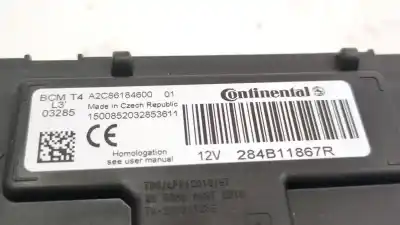 BCM T4 A2C86184600 01
L3'
03285
Made in Czech Republic
1500852032853611
Continental
CE
Homologation
see user manual
12V 284B11867R